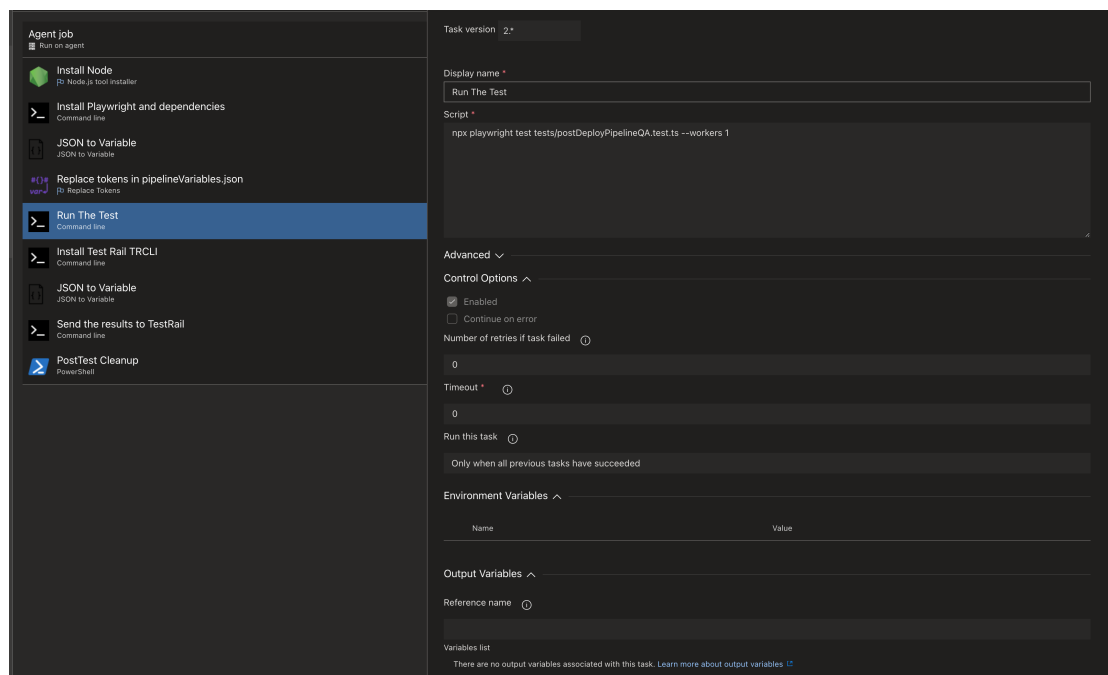 Agent job
Run on agent
Install Node
Node.js tool installer
Install Playwright and dependencies
Command line
JSON to Variable
JSON to Variable
Replace tokens in pipelineVariables.json
Replace Tokens
Run The Test
Command line
Install Test Rail TRCLI
Command line
JSON to Variable
JSON to Variable
Send the results to TestRail
Command line
PostTest Cleanup
PowerShell
Task version 2.*
Display name *
Run The Test
Script *
npx playwright test tests/postDeployPipelineQA.test.ts --workers 1
Advanced
Control Options
Enabled
Continue on error
Number of retries if task failed
0
Timeout *
0
Run this task
Only when all previous tasks have succeeded
Environment Variables
Name Value
Output Variables
Reference name
Variables list
There are no output variables associated with this task. Learn more about output variables